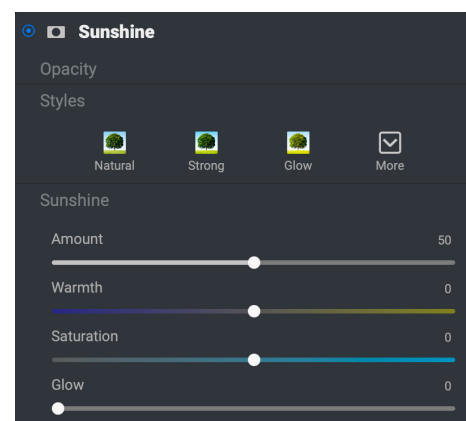 Sunshine
Opacity
Styles
Natural Strong Glow More
Sunshine
Amount 50
Warmth 0
Saturation 0
Glow 0